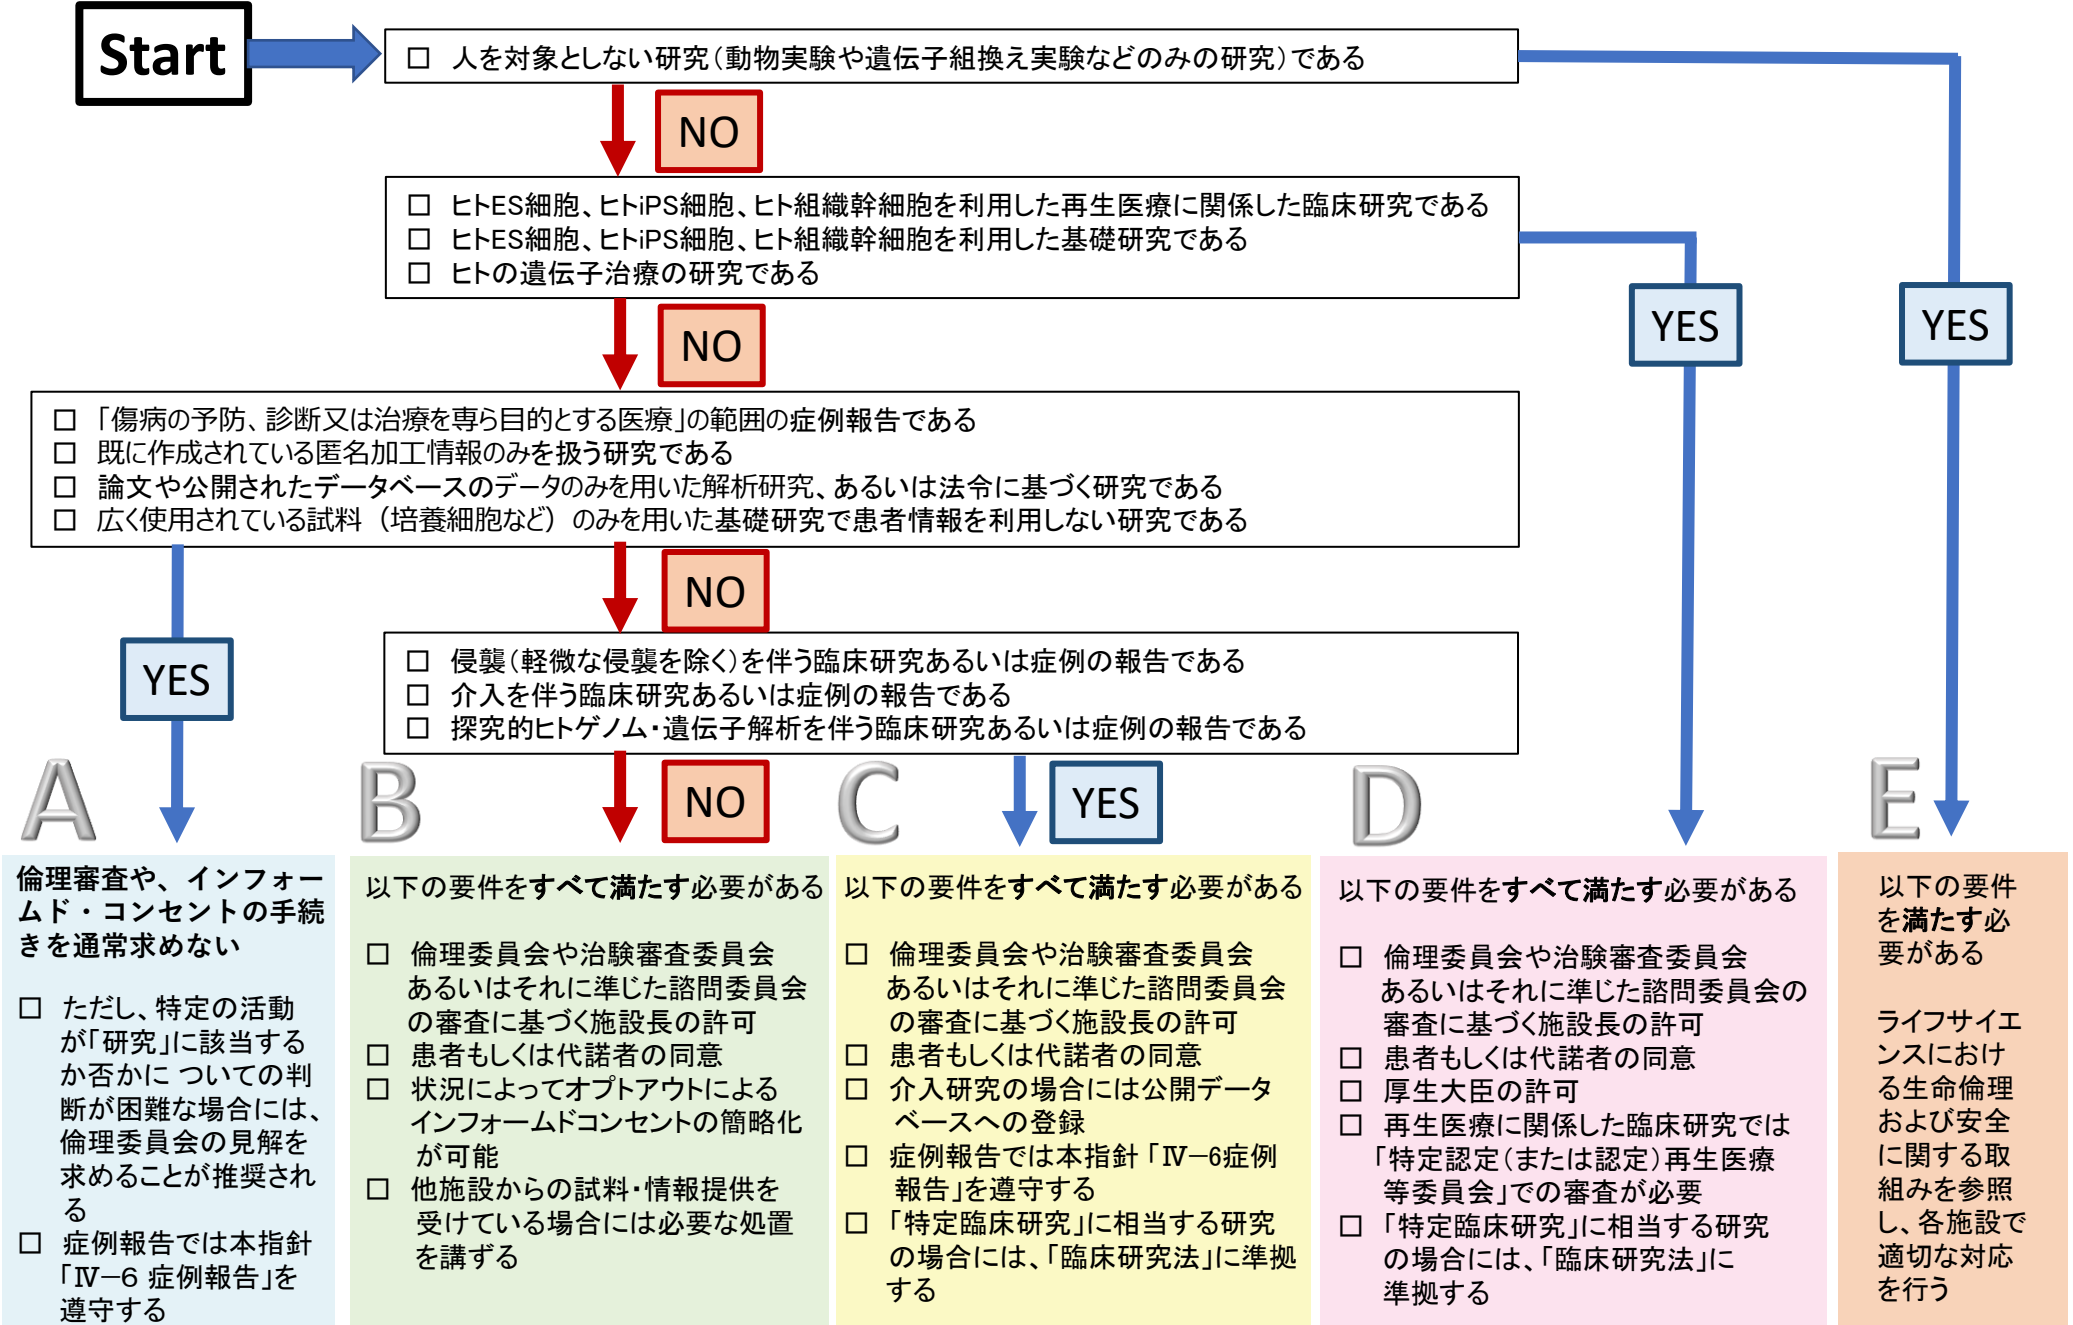 Start
□ 人を対象としない研究(動物実験や遺伝子組換え実験などのみの研究)である
NO
□ ヒトES細胞、ヒトiPS細胞、ヒト組織幹細胞を利用した再生医療に関係した臨床研究である
□ ヒトES細胞、ヒトiPS細胞、ヒト組織幹細胞を利用した基礎研究である
□ ヒトの遺伝子治療の研究である
YES
YES
NO
□ 「傷病の予防、診断又は治療を専ら目的とする医療」の範囲の症例報告である
□ 既に作成されている匿名加工情報のみを扱う研究である
□ 論文や公開されたデータベースのデータのみを用いた解析研究、あるいは法令に基づく研究である
□ 広く使用されている試料（培養細胞など）のみを用いた基礎研究で患者情報を利用しない研究である
NO
YES
□ 侵襲(軽微な侵襲を除く)を伴う臨床研究あるいは症例の報告である
□ 介入を伴う臨床研究あるいは症例の報告である
□ 探究的ヒトゲノム・遺伝子解析を伴う臨床研究あるいは症例の報告である
NO
YES
A
倫理審査や、インフォー
ムド・コンセントの手続
きを通常求めない
□ ただし、特定の活動
が「研究」に該当する
か否かに ついての判
断が困難な場合には、
倫理委員会の見解を
求めることが推奨され
る
□ 症例報告では本指針
「Ⅳ−6 症例報告」を
遵守する
B
以下の要件をすべて満たす必要がある
□ 倫理委員会や治験審査委員会
あるいはそれに準じた諮問委員会
の審査に基づく施設長の許可
□ 患者もしくは代諾者の同意
□ 状況によってオプトアウトによる
インフォームドコンセントの簡略化
が可能
□ 他施設からの試料・情報提供を
受けている場合には必要な処置
を講ずる
C
以下の要件をすべて満たす必要がある
□ 倫理委員会や治験審査委員会
あるいはそれに準じた諮問委員会
の審査に基づく施設長の許可
□ 患者もしくは代諾者の同意
□ 介入研究の場合には公開データ
ベースへの登録
□ 症例報告では本指針「Ⅳ−6症例
報告」を遵守する
□ 「特定臨床研究」に相当する研究
の場合には、「臨床研究法」に準拠
する
D
以下の要件をすべて満たす必要がある
□ 倫理委員会や治験審査委員会
あるいはそれに準じた諮問委員会の
審査に基づく施設長の許可
□ 患者もしくは代諾者の同意
□ 厚生大臣の許可
□ 再生医療に関係した臨床研究では
「特定認定(または認定)再生医療
等委員会」での審査が必要
□ 「特定臨床研究」に相当する研究
の場合には、「臨床研究法」に
準拠する
E
以下の要件
を満たす必
要がある
ライフサイエ
ンスにおけ
る生命倫理
および安全
に関する取
組みを参照
し、各施設で
適切な対応
を行う